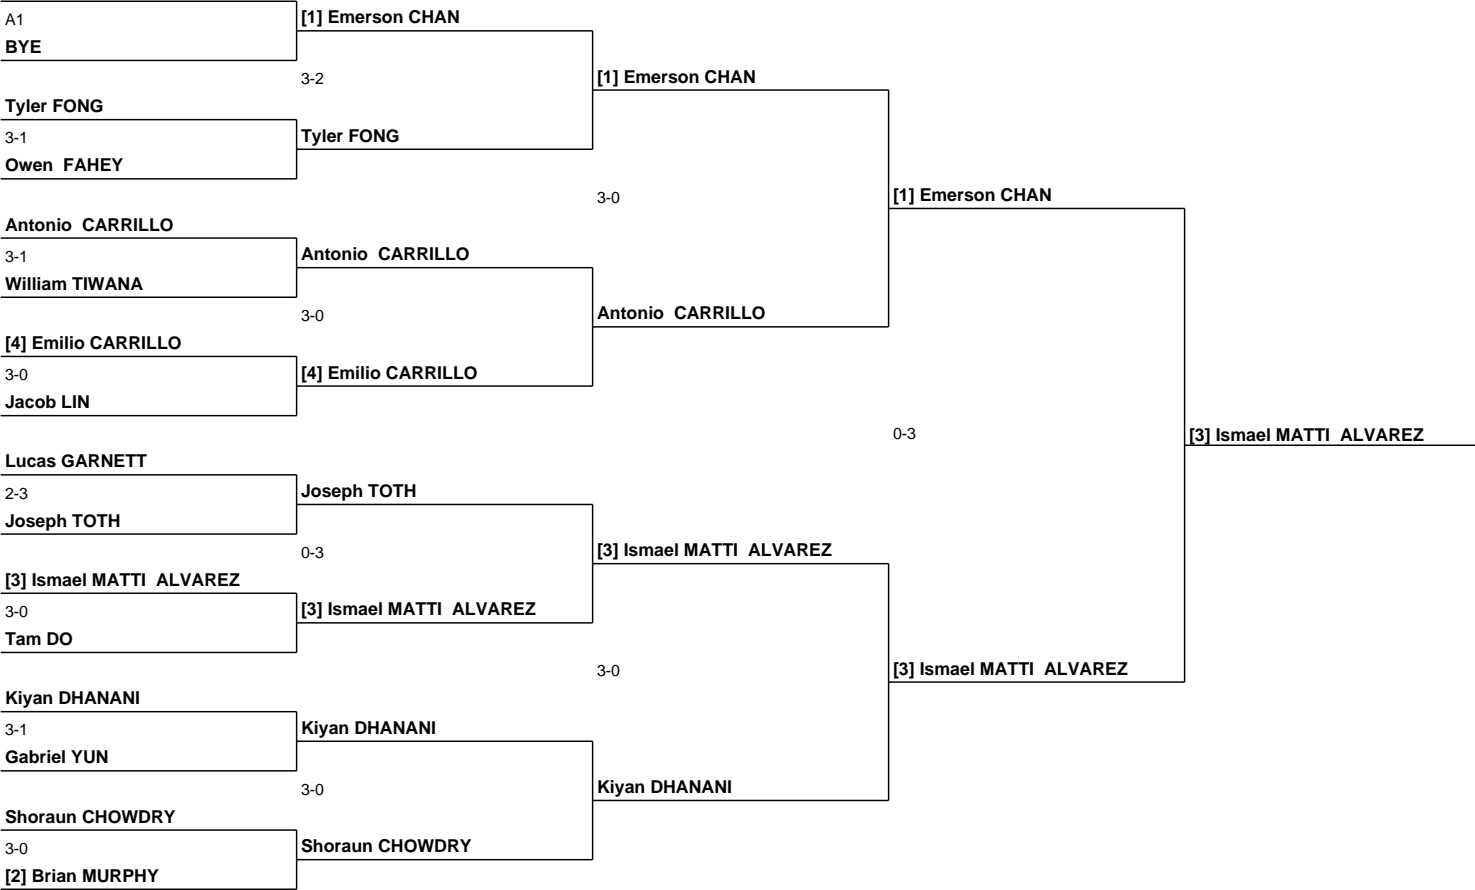 A1
BYE
[1] Emerson CHAN
3-2
Tyler FONG
3-1
Owen FAHEY
Tyler FONG
[1] Emerson CHAN
3-0
Antonio CARRILLO
3-1
William TIWANA
Antonio CARRILLO
3-0
[4] Emilio CARRILLO
3-0
Jacob LIN
[4] Emilio CARRILLO
Antonio CARRILLO
[1] Emerson CHAN
0-3
[3] Ismael MATTI ALVAREZ
Lucas GARNETT
2-3
Joseph TOTH
Joseph TOTH
0-3
[3] Ismael MATTI ALVAREZ
3-0
Tam DO
[3] Ismael MATTI ALVAREZ
[3] Ismael MATTI ALVAREZ
3-0
[3] Ismael MATTI ALVAREZ
Kiyan DHANANI
3-1
Gabriel YUN
Kiyan DHANANI
3-0
Shoraun CHOWDRY
3-0
[2] Brian MURPHY
Shoraun CHOWDRY
Kiyan DHANANI